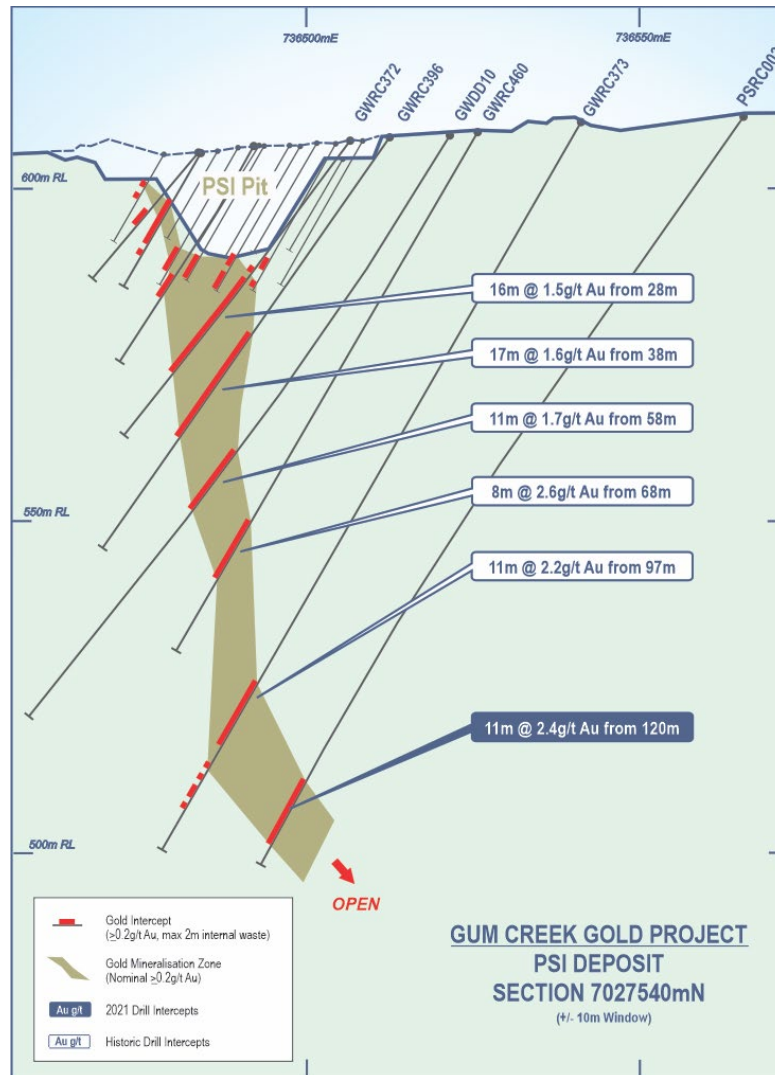 736500mE
736550mE
GWRC372
GWRC396
GWDD10
GWRC460
GWRC373
600m RL
PSI Pit
16m @ 1.5g/t Au from 28m
17m @ 1.6g/t Au from 38m
11m @ 1.7g/t Au from 58m
550m RL
8m @ 2.6g/t Au from 68m
11m @ 2.2g/t Au from 97m
11m @ 2.4g/t Au from 120m
500m RL
OPEN
Gold Intercept
(≥0.2g/t Au, max 2m internal waste)
Gold Mineralisation Zone
(Nominal ≥0.2g/t Au)
Au g/t 2021 Drill Intercepts
Au g/t Historic Drill Intercepts
GUM CREEK GOLD PROJECT
PSI DEPOSIT
SECTION 7027540mN
(+/- 10m Window)